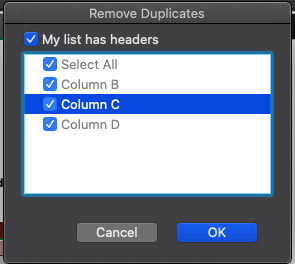 Remove Duplicates
My list has headers
Select All
Column B
Column C
Column D
Cancel
OK